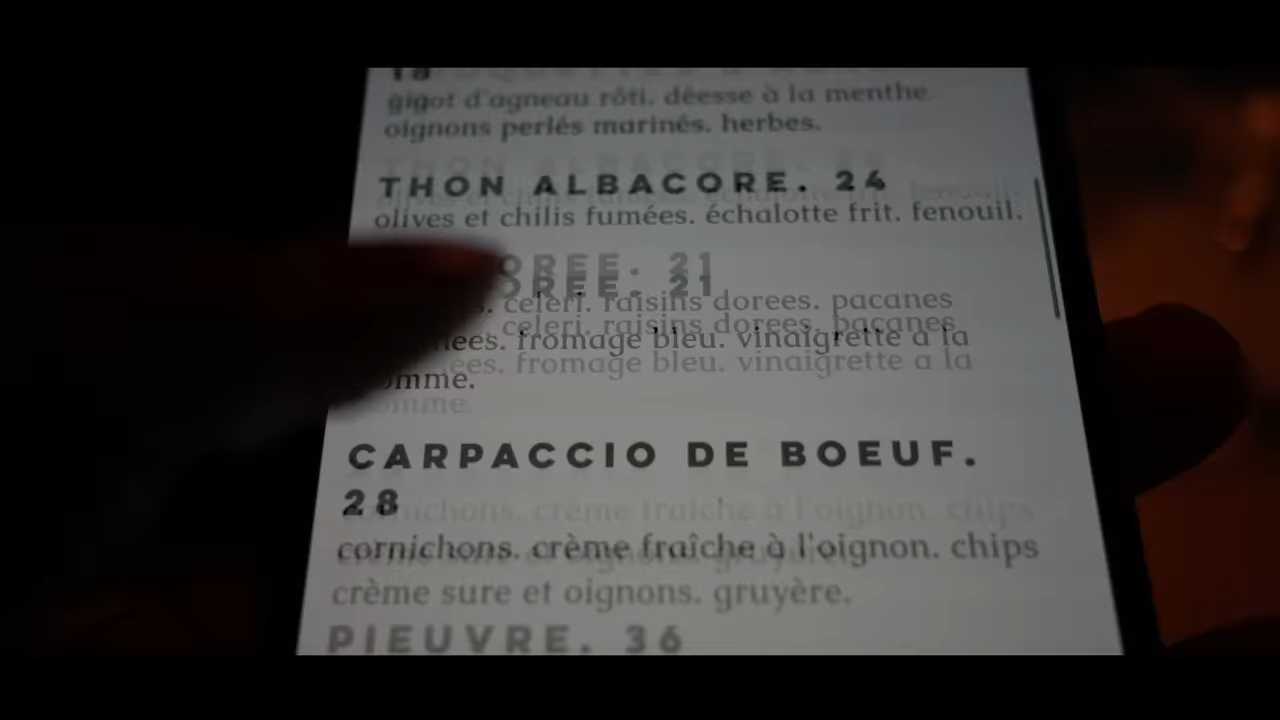 18
gigot d'agneau rôti. déesse à la menthe.
oignons perlés marinés. herbes.
THON ALBACORE. 24
olives et chilis fumées. échalotte frit. fenouil.
21
celeri. raisins dorees. pacanes
fromage bleu. vinaigrette a la
CARPACCIO DE BOEUF.
28
cornichons. crème fraîche à l'oignon. chips
crème sure et oignons. gruyère.
PIEUVRE. 36